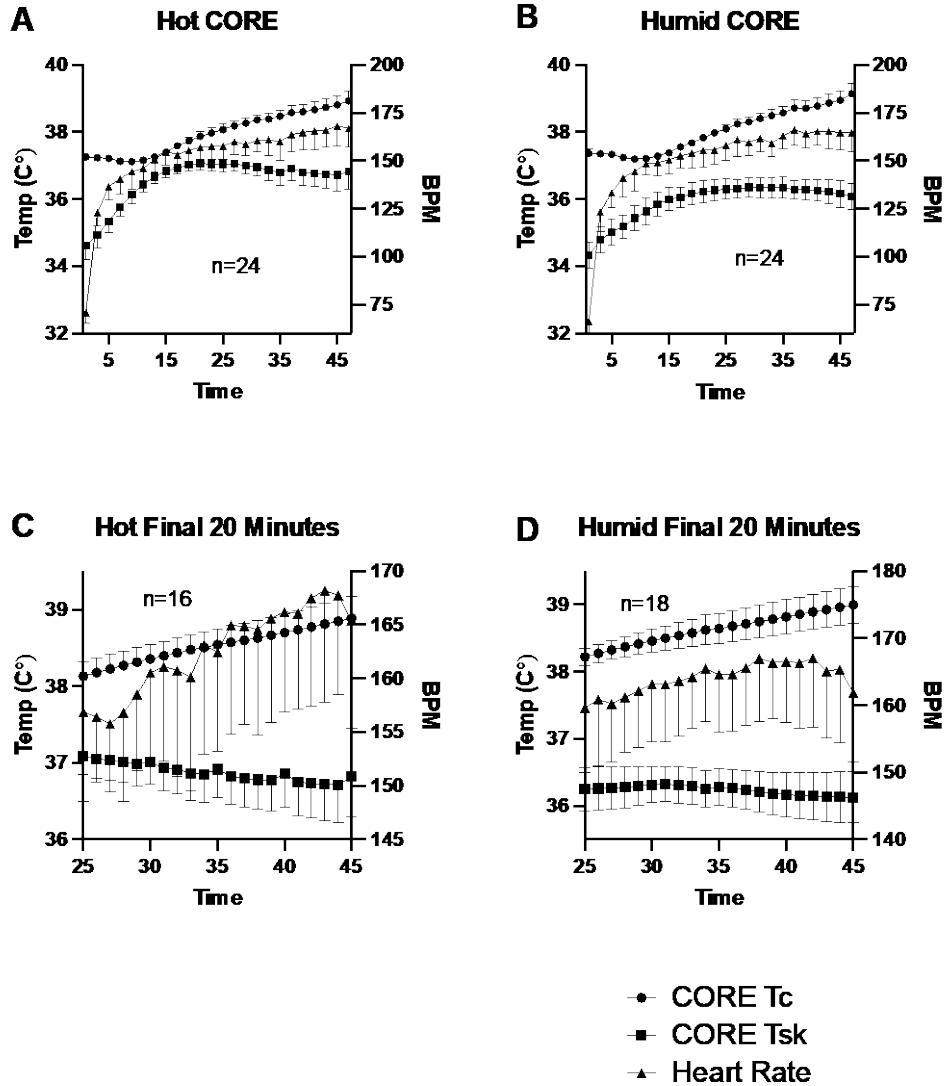 A Hot CORE
B Humid CORE
40
38
36
34
32
Temp (C°)
200
175
150
125
100
75
BPM
n=24
5 15 25 35 45
Time
40
38
36
34
32
Temp (C°)
200
175
150
125
100
75
BPM
n=24
5 15 25 35 45
Time
C Hot Final 20 Minutes
D Humid Final 20 Minutes
39
38
37
36
Temp (C°)
170
165
160
155
150
145
BPM
n=16
25 30 35 40 45
Time
39
38
37
36
Temp (C°)
180
170
160
150
140
BPM
n=18
25 30 35 40 45
Time
CORE Tc
CORE Tsk
Heart Rate